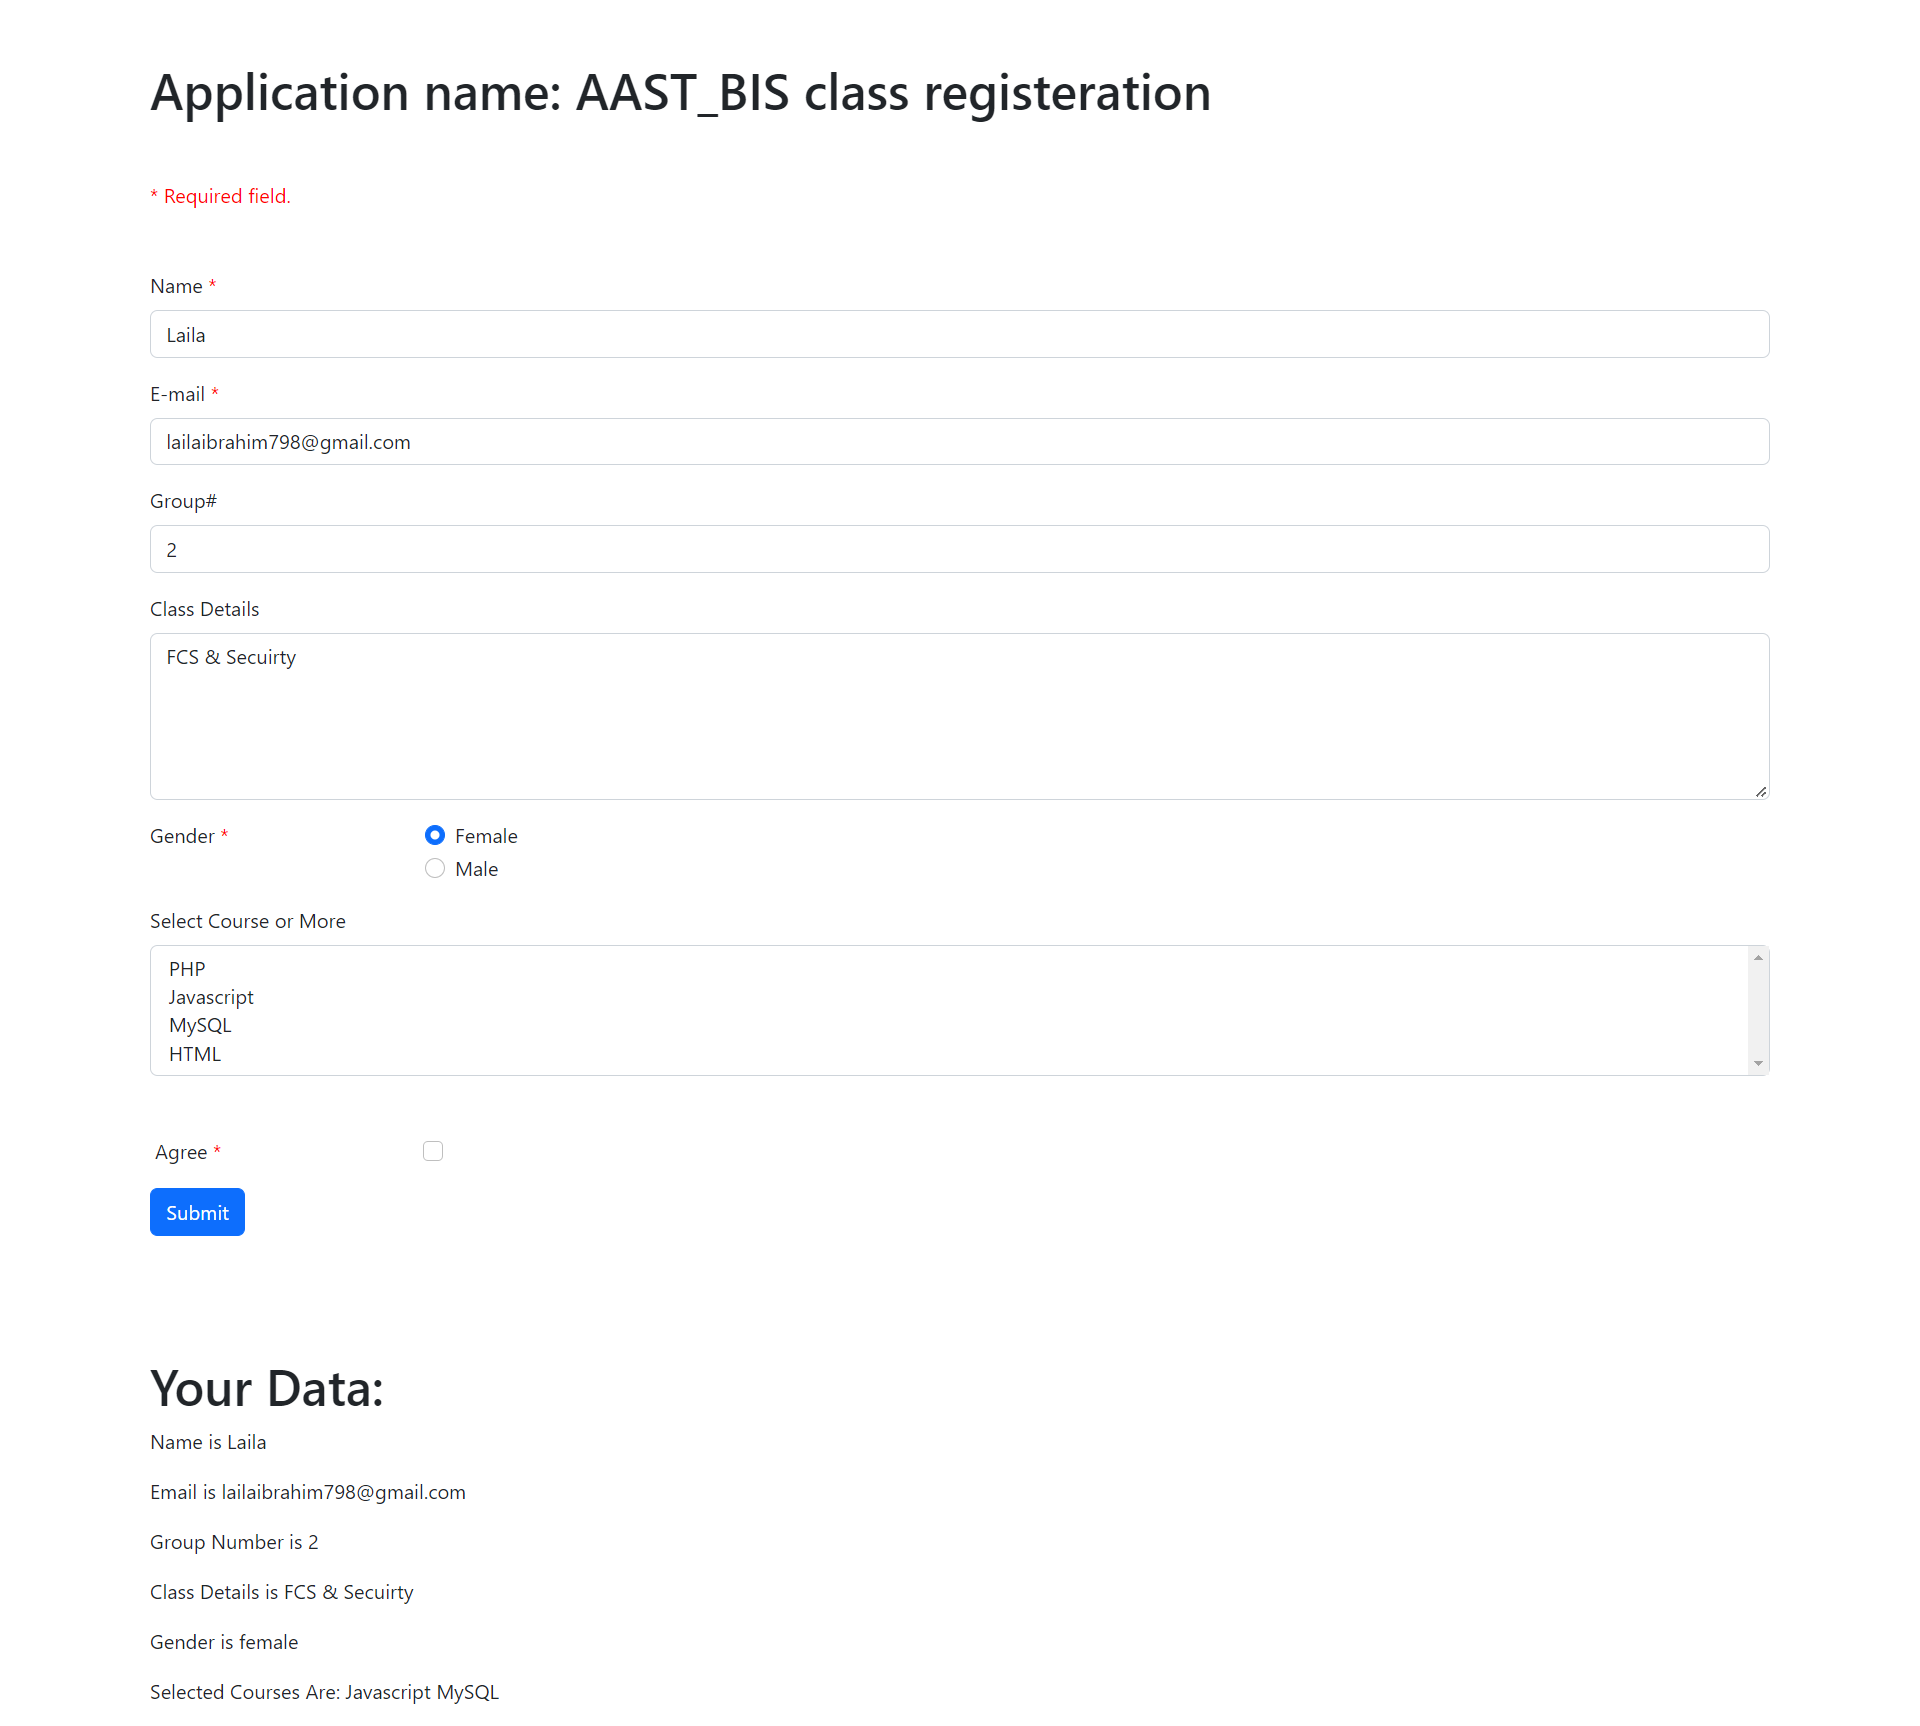 Application name: AAST_BIS class registeration
* Required field.
Name *
Laila
E-mail *
lailaibrahim798@gmail.com
Group#
2
Class Details
FCS & Secuirty
Gender *
Female
Male
Select Course or More
PHP
Javascript
MySQL
HTML
Agree *
Submit
Your Data:
Name is Laila
Email is lailaibrahim798@gmail.com
Group Number is 2
Class Details is FCS & Secuirty
Gender is female
Selected Courses Are: Javascript MySQL